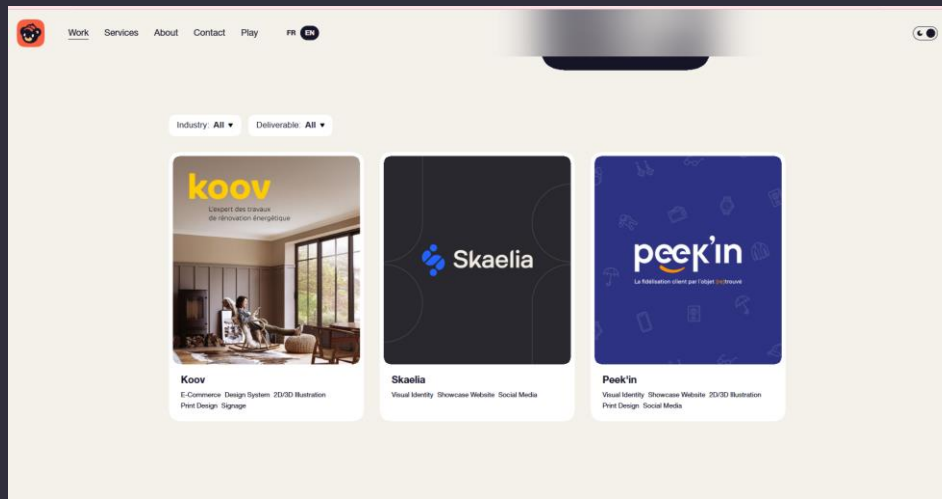 Work Services About Contact Play FR EN
Industry: All ▾ Deliverable: All ▾
koov
L'expert des travaux
de rénovation énergétique
Skaelia
peek'in
La fidélisation client par l'objet (re)trouvé
Koov
E-Commerce Design System 2D/3D Illustration
Print Design Signage
Skaelia
Visual Identity Showcase Website Social Media
Peek'in
Visual Identity Showcase Website 2D/3D Illustration
Print Design Social Media